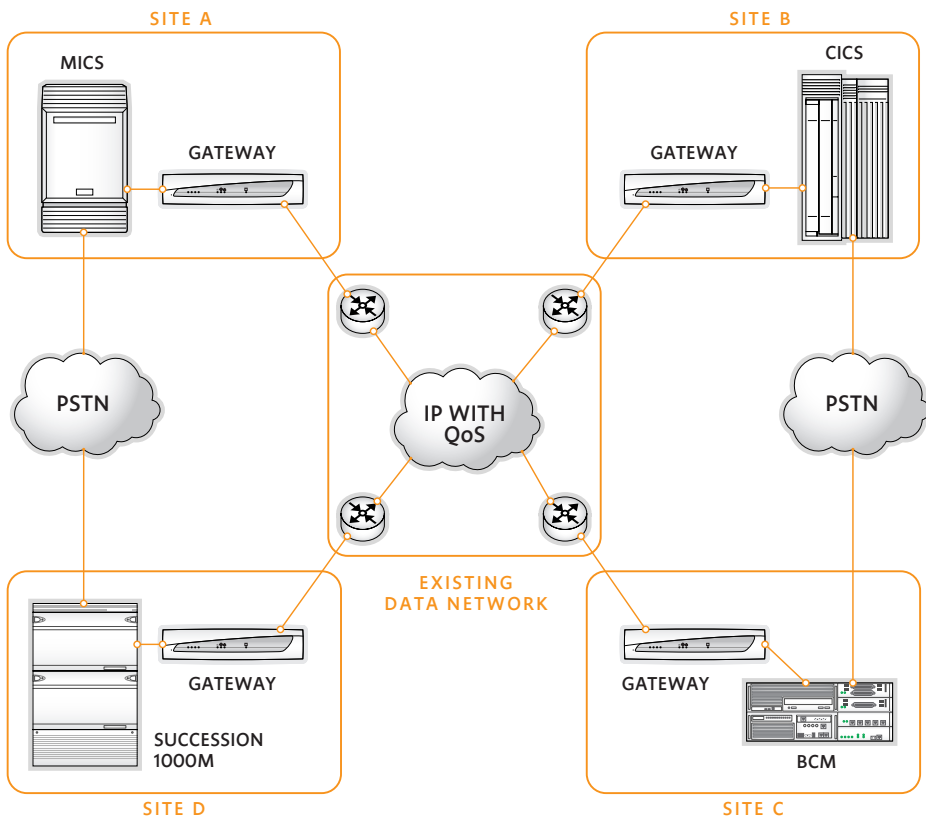 SITE A
SITE B
MICS
CICS
GATEWAY
GATEWAY
PSTN
IP WITH
QoS
PSTN
EXISTING
DATA NETWORK
GATEWAY
GATEWAY
SUCCESSION
1000M
BCM
SITE D
SITE C